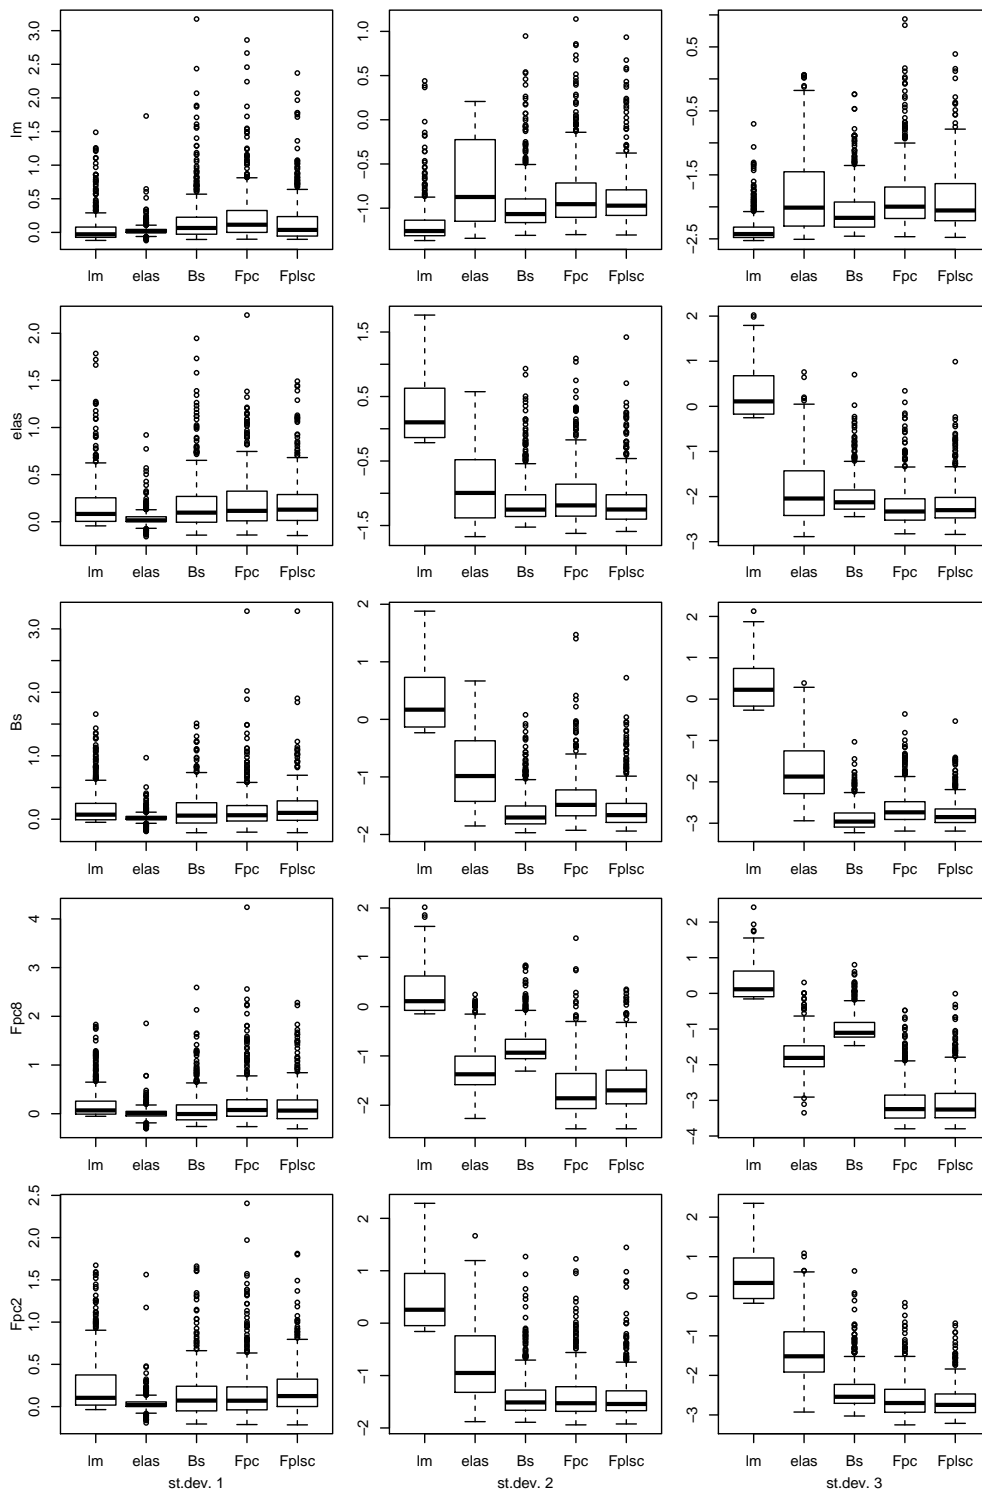 lm
0.0 0.5 1.0 1.5 2.0 2.5 3.0
lm elas Bs Fpc Fplsc
−1.0 −0.5 0.0 0.5 1.0
lm elas Bs Fpc Fplsc
−2.5 −1.5 −0.5 0.5
lm elas Bs Fpc Fplsc
elas
0.0 0.5 1.0 1.5 2.0
lm elas Bs Fpc Fplsc
−1.5 −0.5 0.5 1.5
lm elas Bs Fpc Fplsc
−3 −2 −1 0 1 2
lm elas Bs Fpc Fplsc
Bs
0.0 1.0 2.0 3.0
lm elas Bs Fpc Fplsc
−2 −1 0 1 2
lm elas Bs Fpc Fplsc
−3 −2 −1 0 1 2
lm elas Bs Fpc Fplsc
Fpc8
0 1 2 3 4
lm elas Bs Fpc Fplsc
−2 −1 0 1 2
lm elas Bs Fpc Fplsc
−4 −3 −2 −1 0 1 2
lm elas Bs Fpc Fplsc
Fpc2
0.0 0.5 1.0 1.5 2.0 2.5
lm elas Bs Fpc Fplsc
st.dev. 1
−2 −1 0 1 2
lm elas Bs Fpc Fplsc
st.dev. 2
−3 −2 −1 0 1 2
lm elas Bs Fpc Fplsc
st.dev. 3